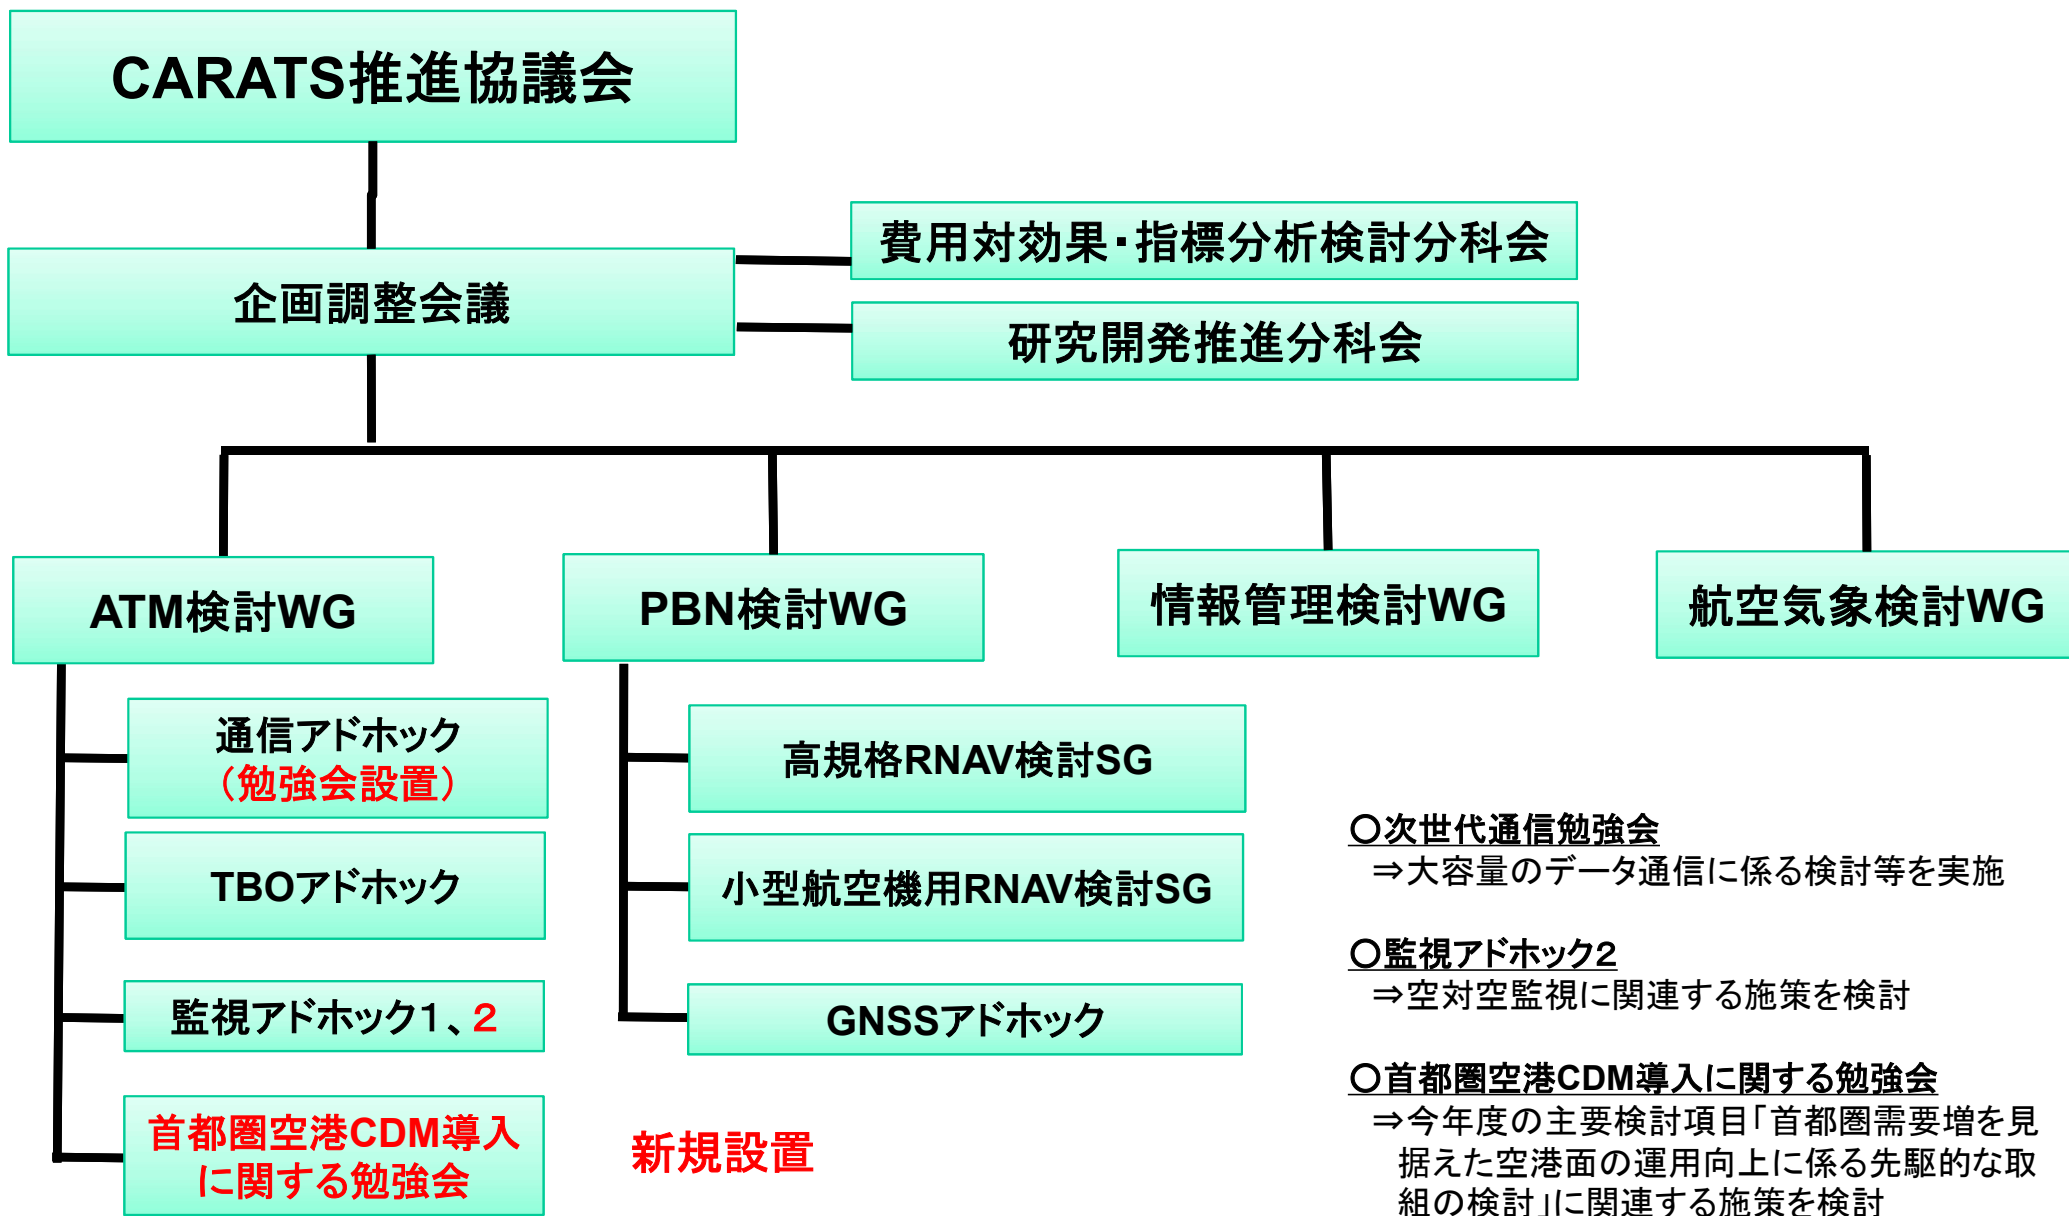 CARATS推進協議会
企画調整会議
費用対効果・指標分析検討分科会
研究開発推進分科会
ATM検討WG
PBN検討WG
情報管理検討WG
航空気象検討WG
通信アドホック
（勉強会設置）
TBOアドホック
監視アドホック１、２
首都圏空港CDM導入
に関する勉強会
高規格RNAV検討SG
小型航空機用RNAV検討SG
GNSSアドホック
新規設置
〇次世代通信勉強会
⇒大容量のデータ通信に係る検討等を実施
〇監視アドホック２
⇒空対空監視に関連する施策を検討
〇首都圏空港CDM導入に関する勉強会
⇒今年度の主要検討項目「首都圏需要増を見
据えた空港面の運用向上に係る先駆的な取
組の検討」に関連する施策を検討